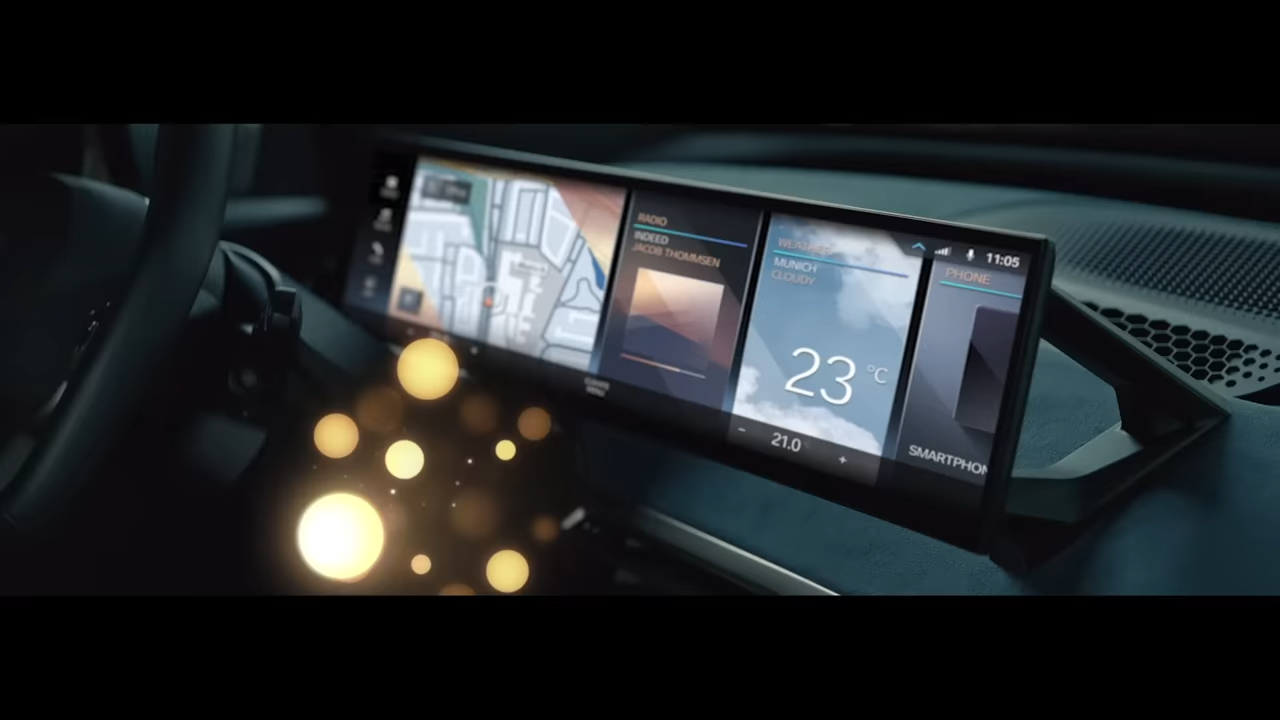 RADIO
INDEED
JACOB THOMMSEN
WEATHER
MUNICH
CLOUDY
23 °C
- 21.0 +
11:05
PHONE
SMARTPHON